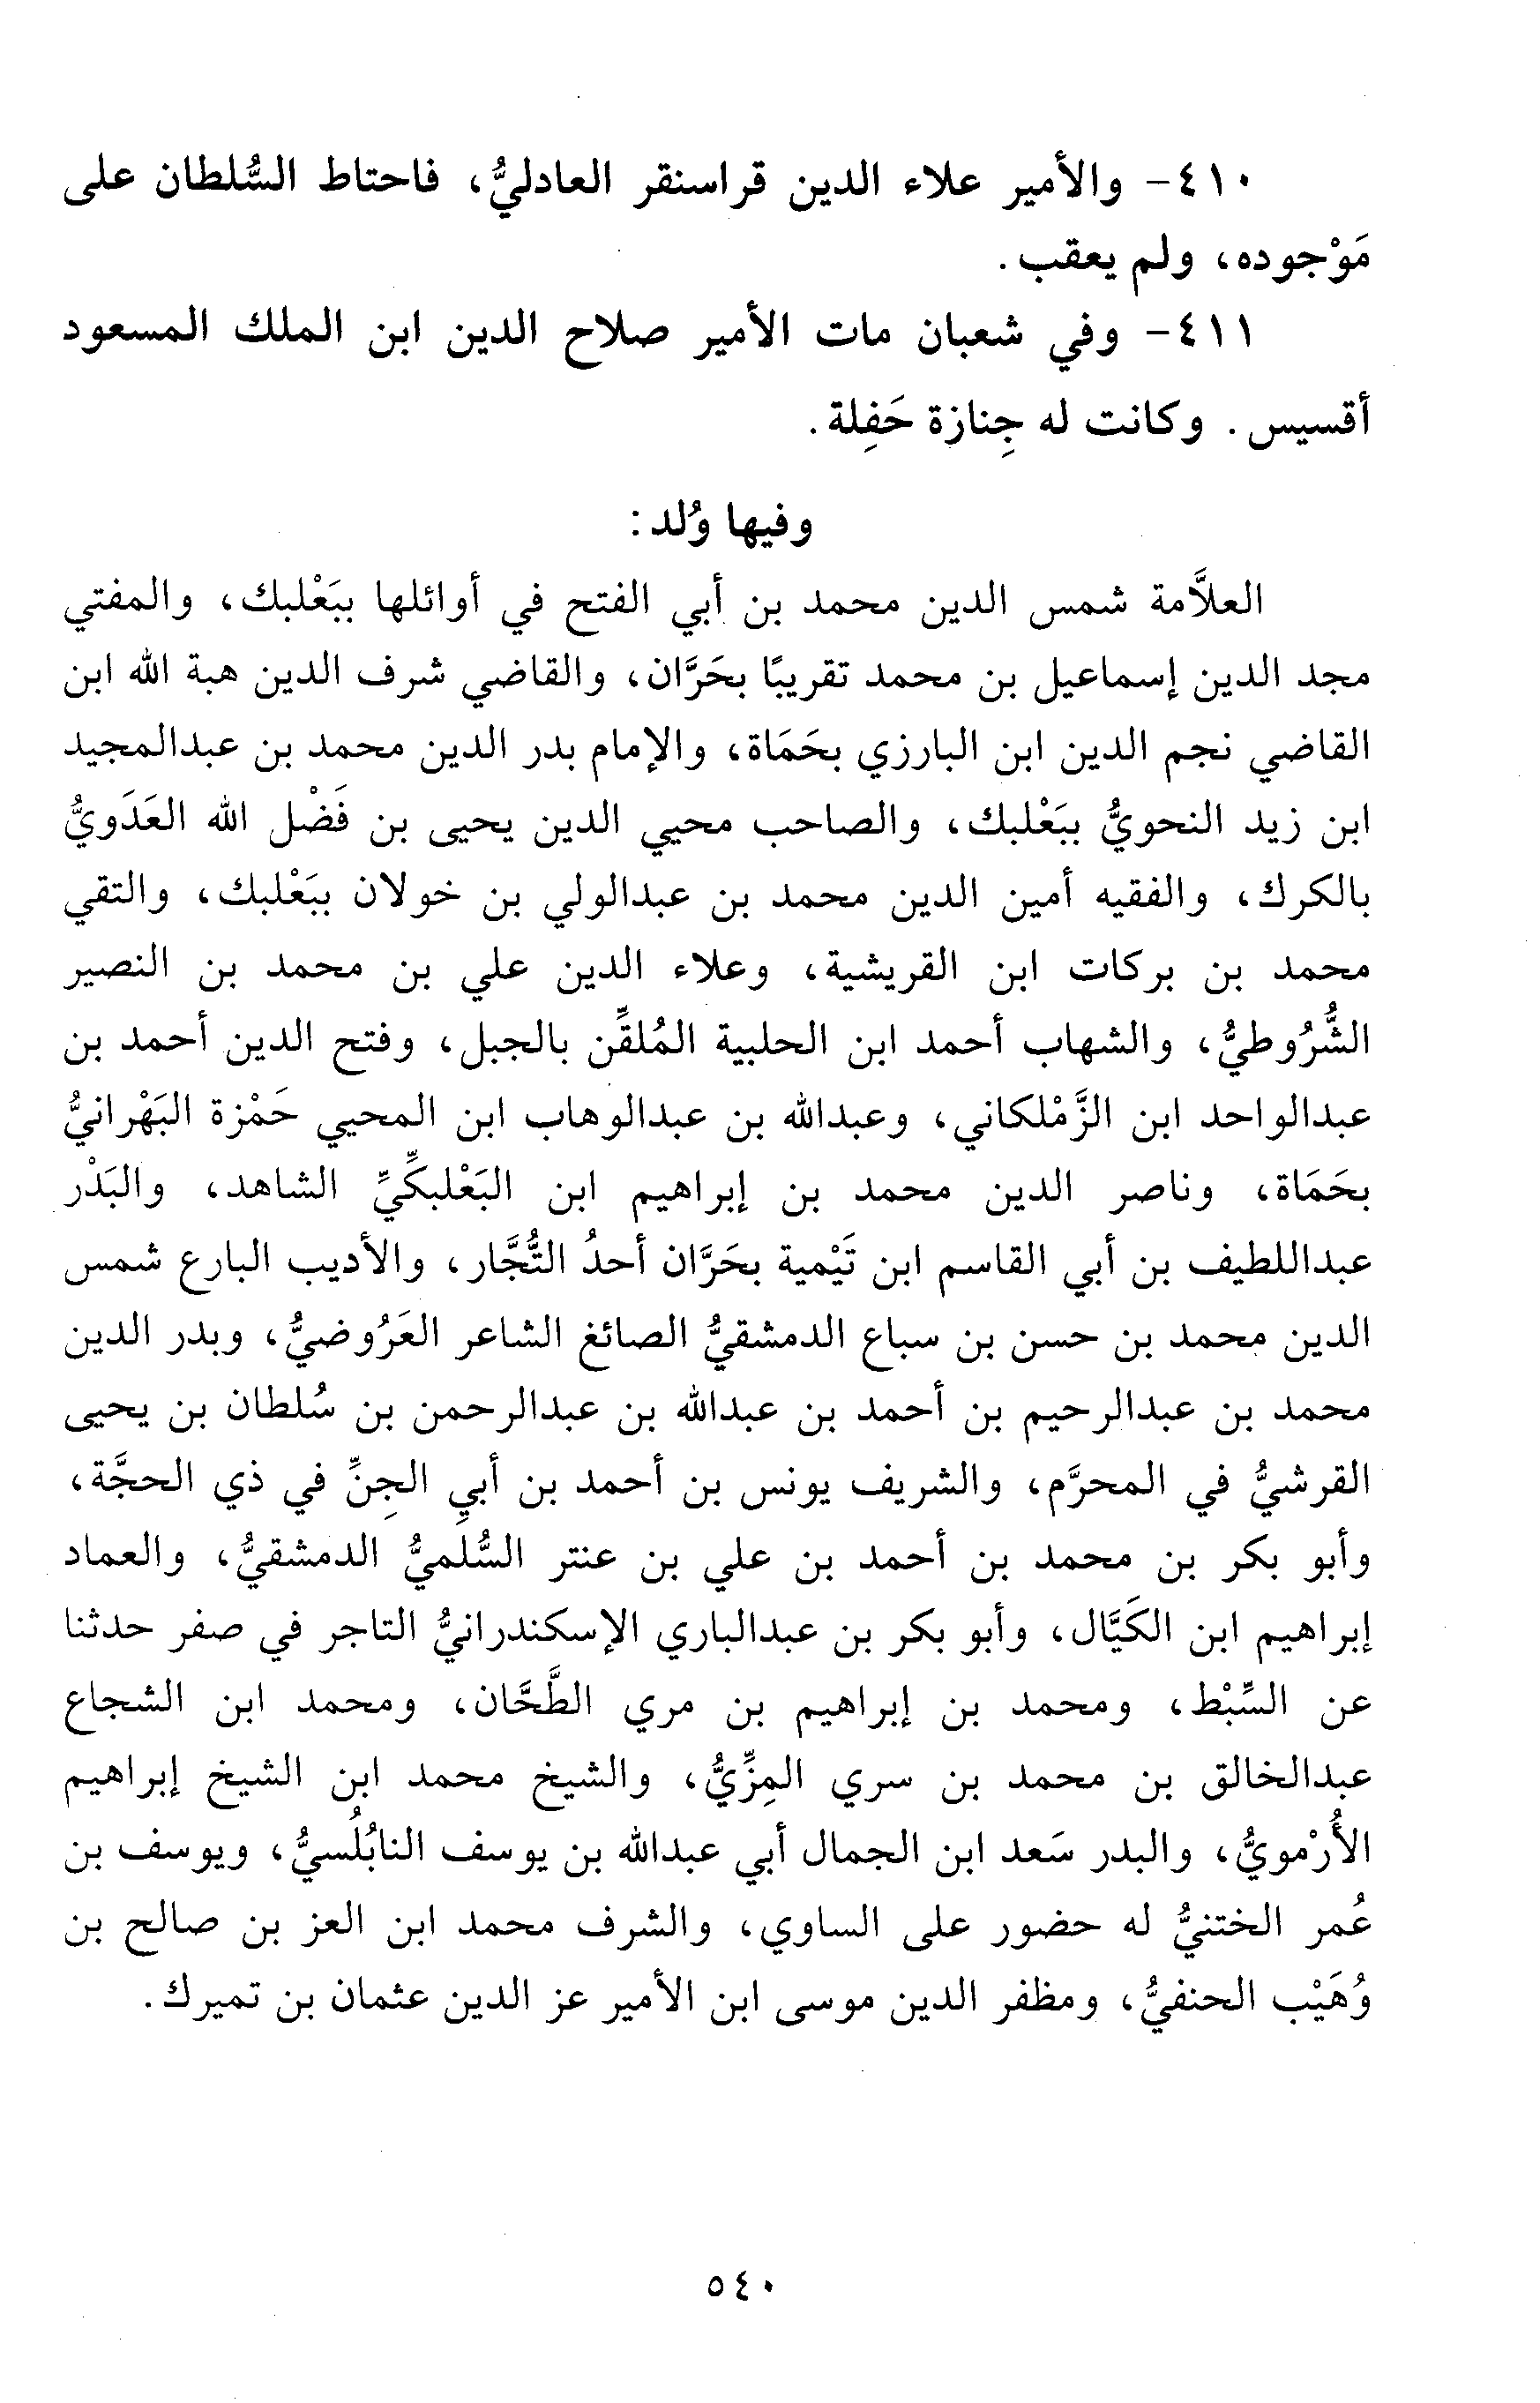 ٤١٠- والأمير علاء الدين قراسنقر العادليُّ، فاحتاط السُّلطان على
مَوْجوده، ولم يعقب.
٤١١- وفي شعبان مات الأمير صلاح الدين ابن الملك المسعود
أقسيس. وكانت له جِنازة حَفِلة.
وفيها وُلد:
العلاَّمة شمس الدين محمد بن أبي الفتح في أوائلها ببَعْلبك، والمفتي
مجد الدين إسماعيل بن محمد تقريبًا بحَرَّان، والقاضي شرف الدين هبة الله ابن
القاضي نجم الدين ابن البارزي بحَمَاة، والإمام بدر الدين محمد بن عبدالمجيد
ابن زيد النحويُّ ببَعْلبك، والصاحب محيي الدين يحيى بن فَضْل الله العَدَويُّ
بالكرك، والفقيه أمين الدين محمد بن عبدالولي بن خولان ببَعْلبك، والتقي
محمد بن بركات ابن القريشية، وعلاء الدين علي بن محمد بن النصير
الشُّرُوطيُّ، والشهاب أحمد ابن الحلبية المُلقِّن بالجبل، وفتح الدين أحمد بن
عبدالواحد ابن الزَّمْلكاني، وعبدالله بن عبدالوهاب ابن المحيي حَمْزة البَهْرانيُّ
بحَمَاة، وناصر الدين محمد بن إبراهيم ابن البَعْلبكِّيِّ الشاهد، والبَدْر
عبداللطيف بن أبي القاسم ابن تَيْمية بحَرَّان أحدُ التُّجَّار، والأديب البارع شمس
الدين محمد بن حسن بن سباع الدمشقيُّ الصائغ الشاعر العَرُوضيُّ، وبدر الدين
محمد بن عبدالرحيم بن أحمد بن عبدالله بن عبدالرحمن بن سُلطان بن يحيى
القرشيُّ في المحرَّم، والشريف يونس بن أحمد بن أبي الجِنِّ في ذي الحجَّة،
وأبو بكر بن محمد بن أحمد بن علي بن عنتر السُّلَميُّ الدمشقيُّ، والعماد
إبراهيم ابن الكَيَّال، وأبو بكر بن عبدالباري الإسكندرانيُّ التاجر في صفر حدثنا
عن السِّبْط، ومحمد بن إبراهيم بن مري الطَّحَّان، ومحمد ابن الشجاع
عبدالخالق بن محمد بن سري المِزِّيُّ، والشيخ محمد ابن الشيخ إبراهيم
الأُرْمويُّ، والبدر سَعد ابن الجمال أبي عبدالله بن يوسف النابُلُسيُّ، ويوسف بن
عُمر الختنيُّ له حضور على الساوي، والشرف محمد ابن العز بن صالح بن
وُهَيْب الحنفيُّ، ومظفر الدين موسى ابن الأمير عز الدين عثمان بن تميرك.
٥٤٠